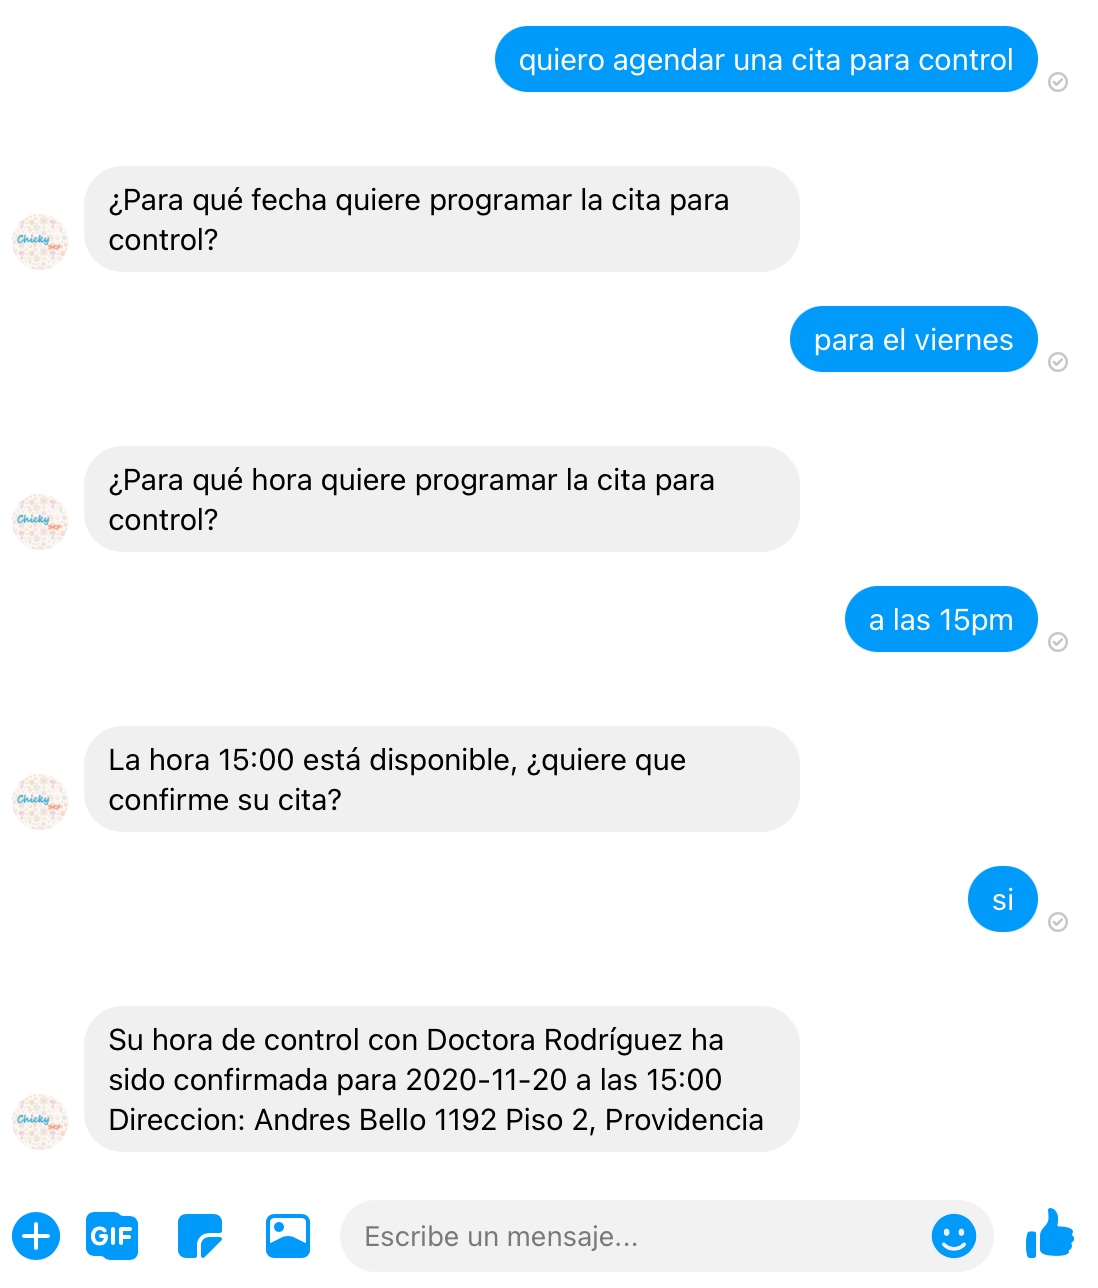 quiero agendar una cita para control
¿Para qué fecha quiere programar la cita para
control?
Chicky
para el viernes
¿Para qué hora quiere programar la cita para
control?
Chicky
a las 15pm
La hora 15:00 está disponible, ¿quiere que
confirme su cita?
Chicky
si
Su hora de control con Doctora Rodríguez ha
sido confirmada para 2020-11-20 a las 15:00
Direccion: Andres Bello 1192 Piso 2, Providencia
Chicky
GIF
Escribe un mensaje...